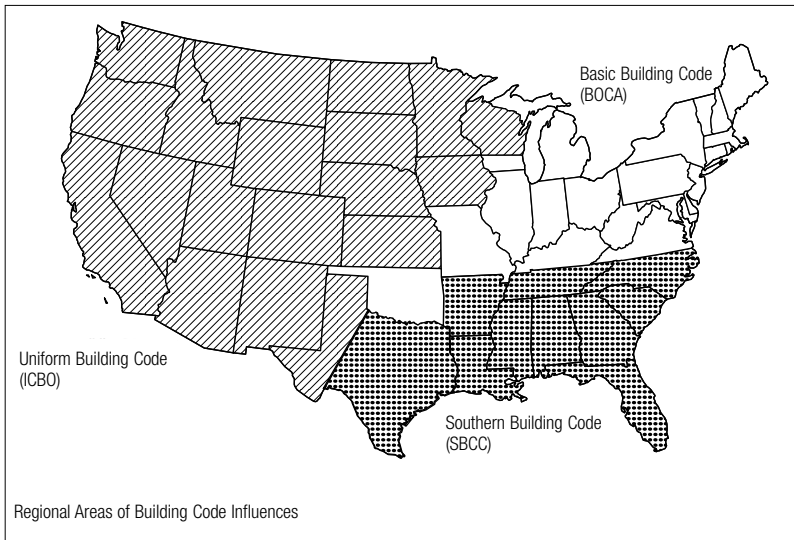 Basic Building Code
(BOCA)
Uniform Building Code
(ICBO)
Southern Building Code
(SBCC)
Regional Areas of Building Code Influences